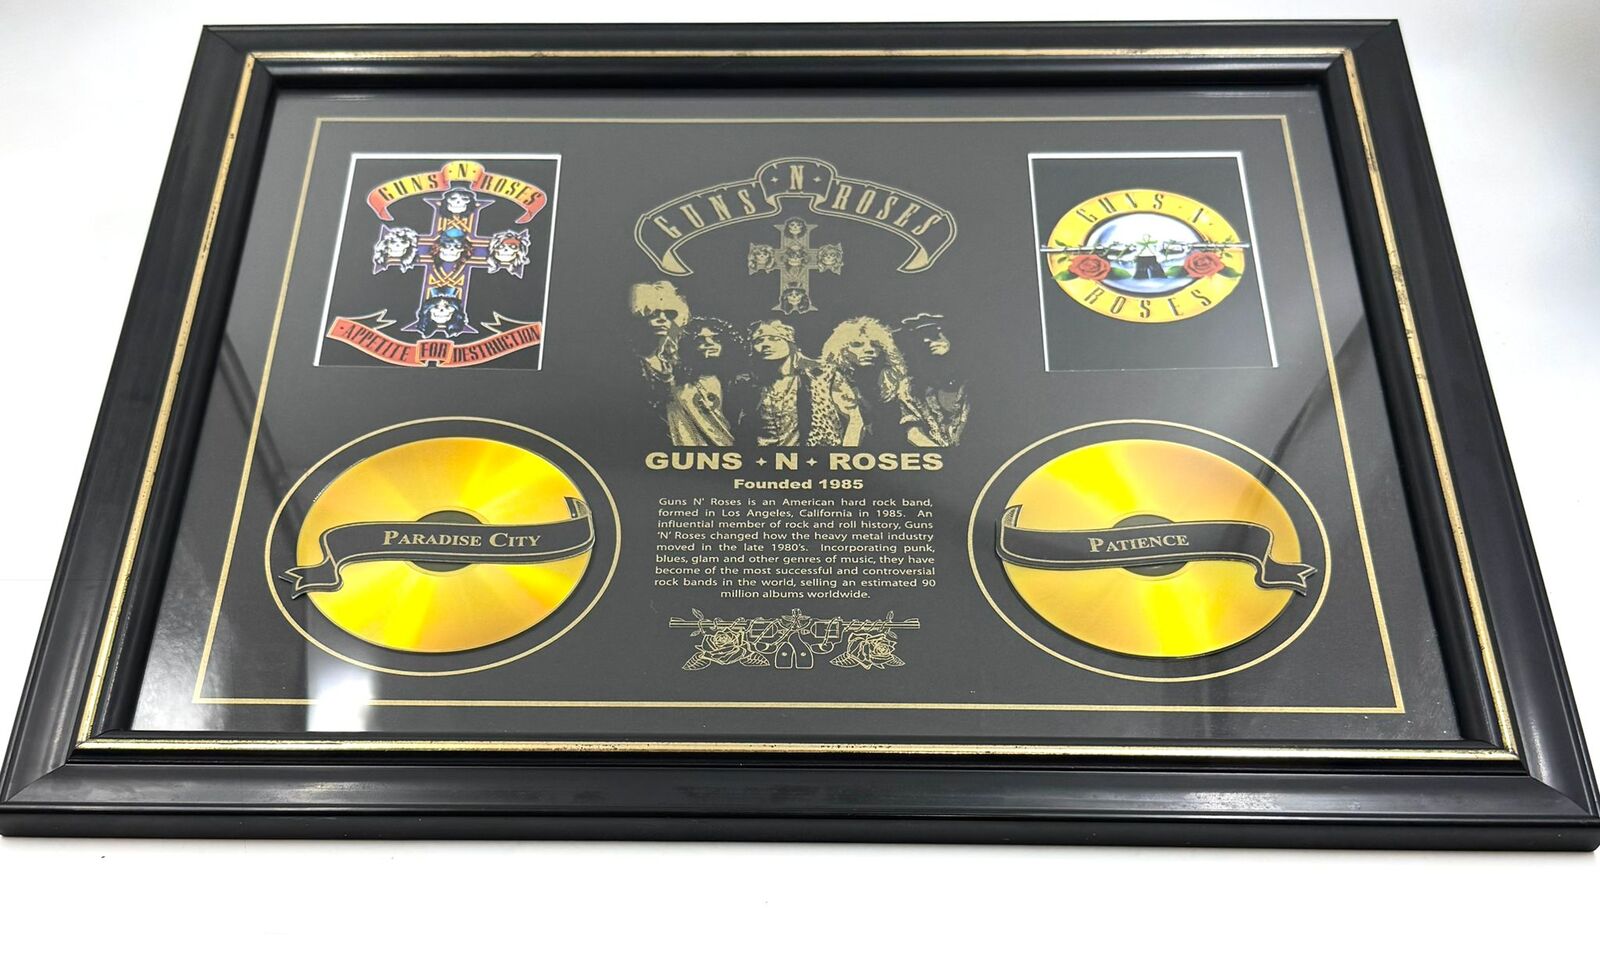 GUNS N ROSES
APPETITE FOR DESTRUCTION
GUNS N ROSES
GUNS N
ROSES
GUNS N ROSES
Founded 1985
Guns N' Roses is an American hard rock band,
formed in Los Angeles, California in 1985. An
influential member of rock and roll history, Guns
'N' Roses changed how the heavy metal industry
moved in the late 1980's. Incorporating punk,
blues, glam and other genres of music, they have
become of the most successful and controversial
rock bands in the world, selling an estimated 90
million albums worldwide.
PARADISE CITY
PATIENCE